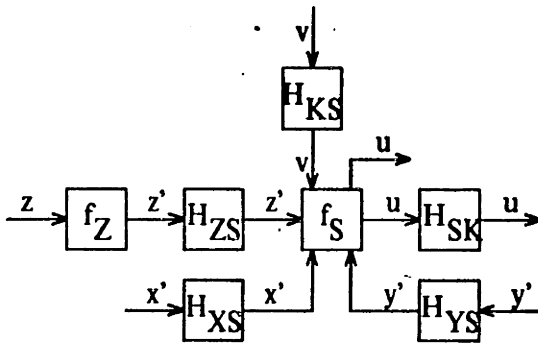 v
H_KS
v u
z f_Z z' H_ZS z' f_S u H_SK u
x' H_XS x' y' H_YS y'